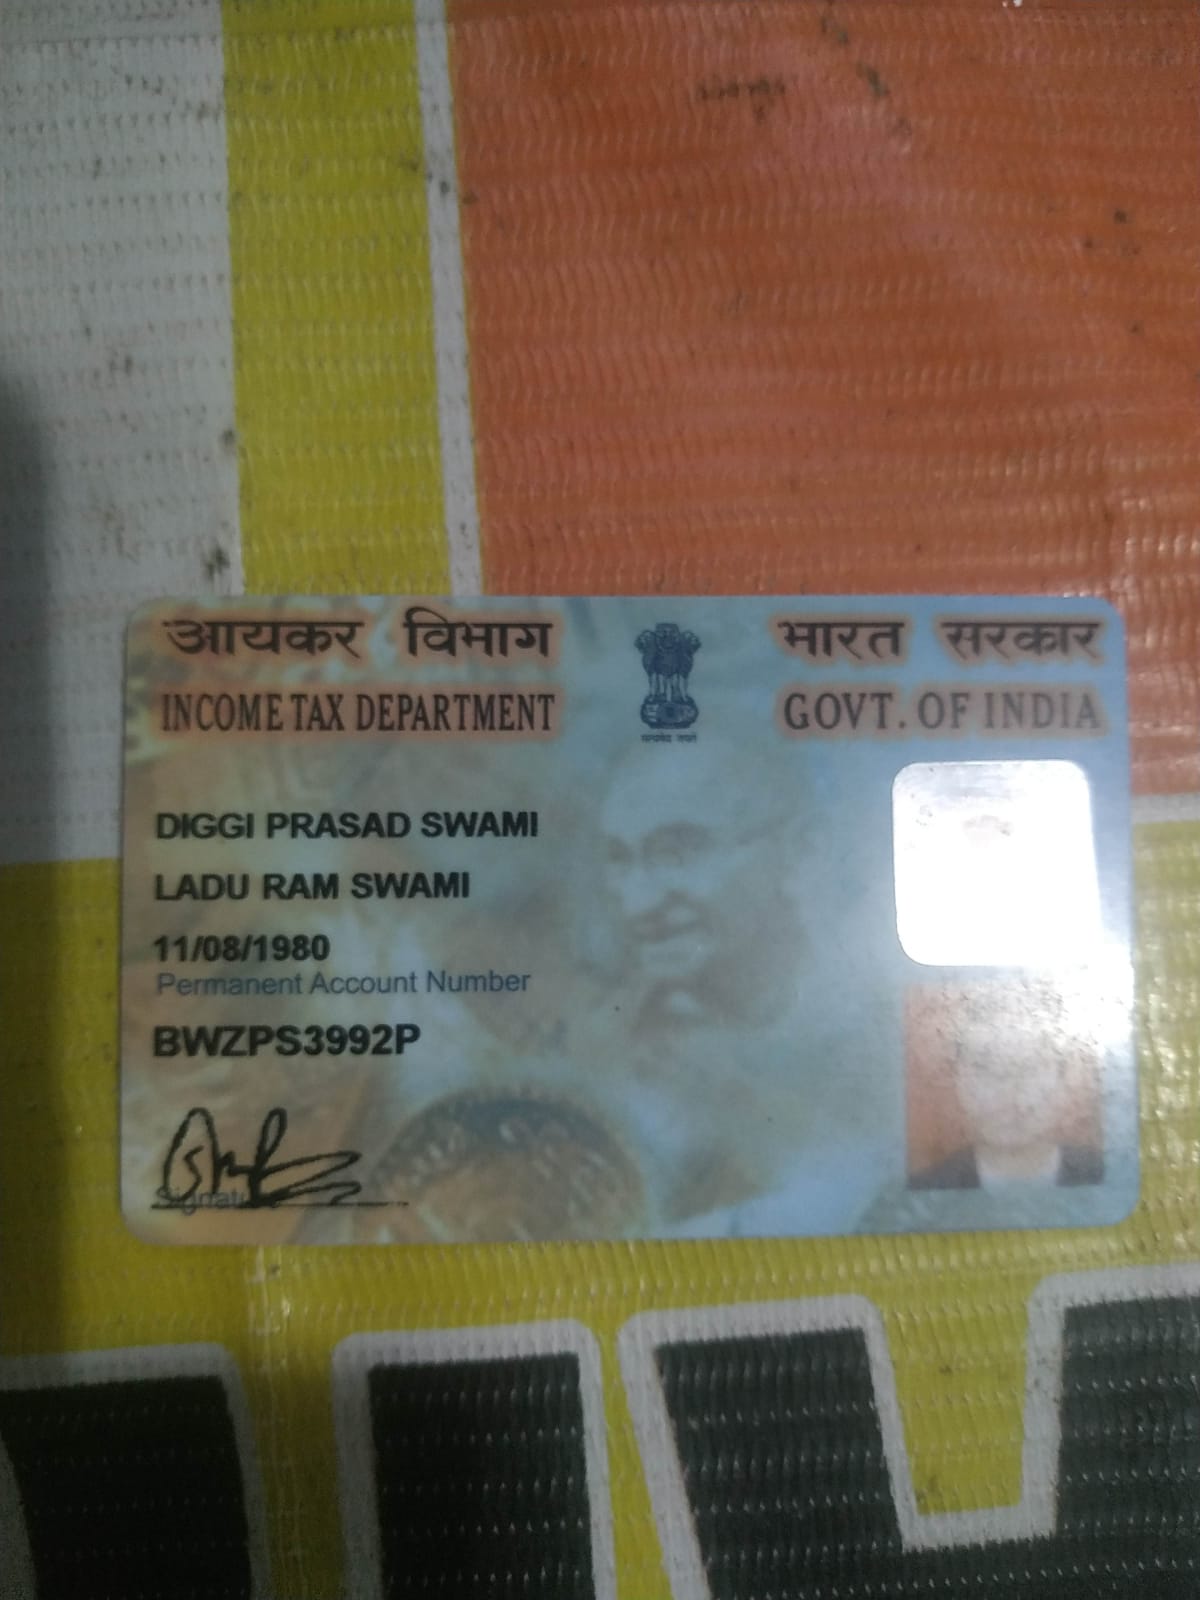 आयकर विभाग
INCOME TAX DEPARTMENT
भारत सरकार
GOVT. OF INDIA
सत्यमेव जयते
DIGGI PRASAD SWAMI
LADU RAM SWAMI
11/08/1980
Permanent Account Number
BWZPS3992P
Signature